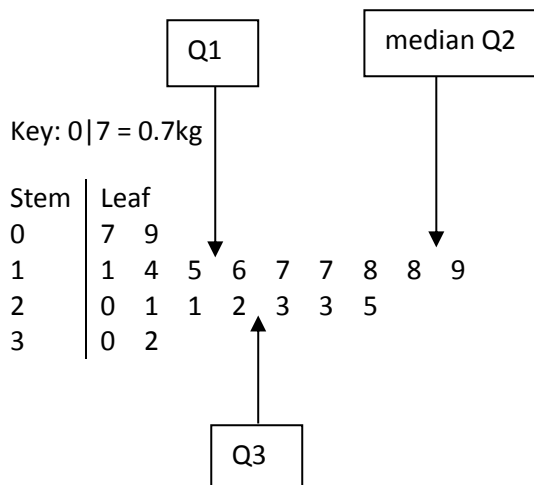 Q1
median Q2
Key: 0|7 = 0.7kg
Stem Leaf
0 7 9
1 1 4 5 6 7 7 8 8 9
2 0 1 1 2 3 3 5
3 0 2
Q3